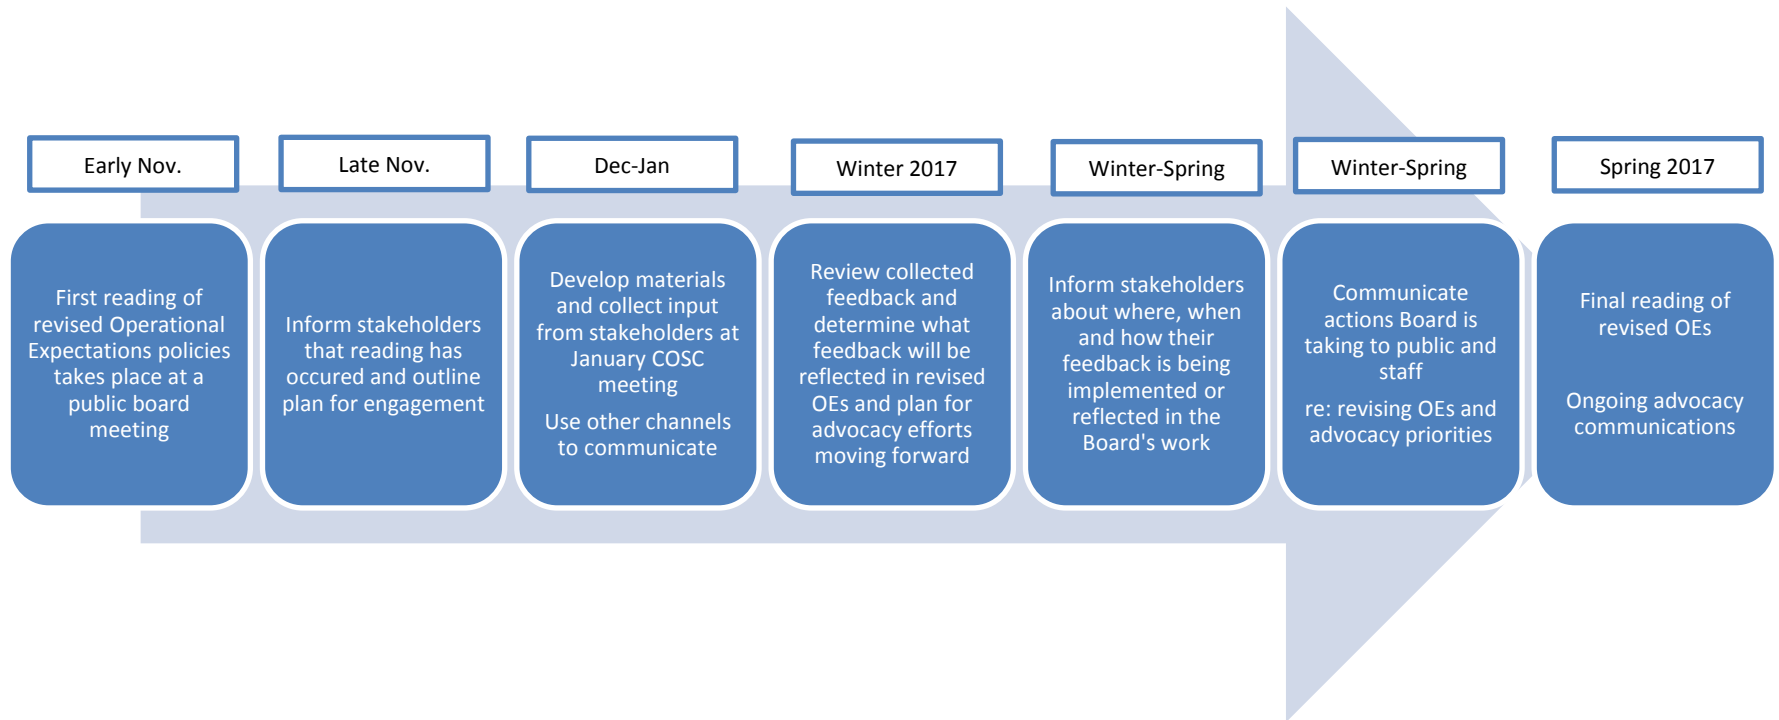 Early Nov.
Late Nov.
Dec-Jan
Winter 2017
Winter-Spring
Winter-Spring
Spring 2017
First reading of
revised Operational
Expectations policies
takes place at a
public board
meeting
Inform stakeholders
that reading has
occured and outline
plan for engagement
Develop materials
and collect input
from stakeholders at
January COSC
meeting
Use other channels
to communicate
Review collected
feedback and
determine what
feedback will be
reflected in revised
OEs and plan for
advocacy efforts
moving forward
Inform stakeholders
about where, when
and how their
feedback is being
implemented or
reflected in the
Board's work
Communicate
actions Board is
taking to public and
staff
re: revising OEs and
advocacy priorities
Final reading of
revised OEs
Ongoing advocacy
communications